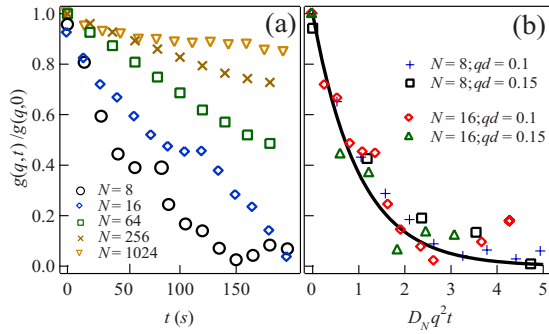 (a)
g(q,t)/g(q,0)
1.0
0.8
0.6
0.4
0.2
0.0
N = 8
N = 16
N = 64
N = 256
N = 1024
0
50
100
150
t (s)
(b)
N = 8; qd = 0.1
N = 8; qd = 0.15
N = 16; qd = 0.1
N = 16; qd = 0.15
0
1
2
3
4
5
D_N q² t